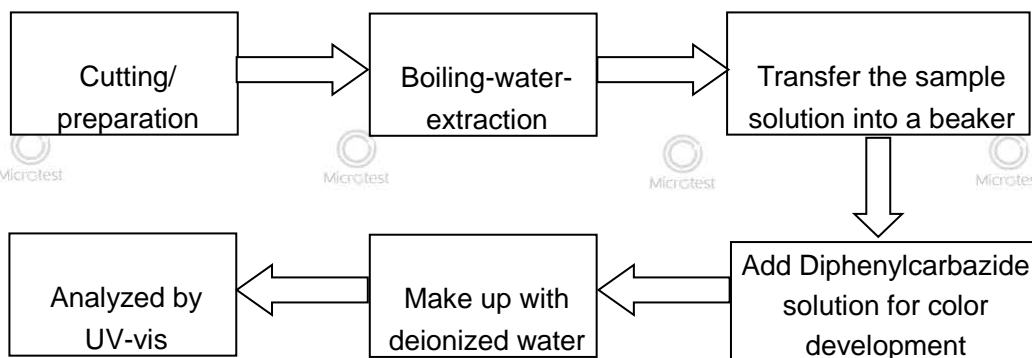 Cutting/
preparation
Boiling-water-
extraction
Transfer the sample
solution into a beaker
Microtest
Microtest
Microtest
Microtest
Add Diphenylcarbazide
solution for color
development
Make up with
deionized water
Analyzed by
UV-vis